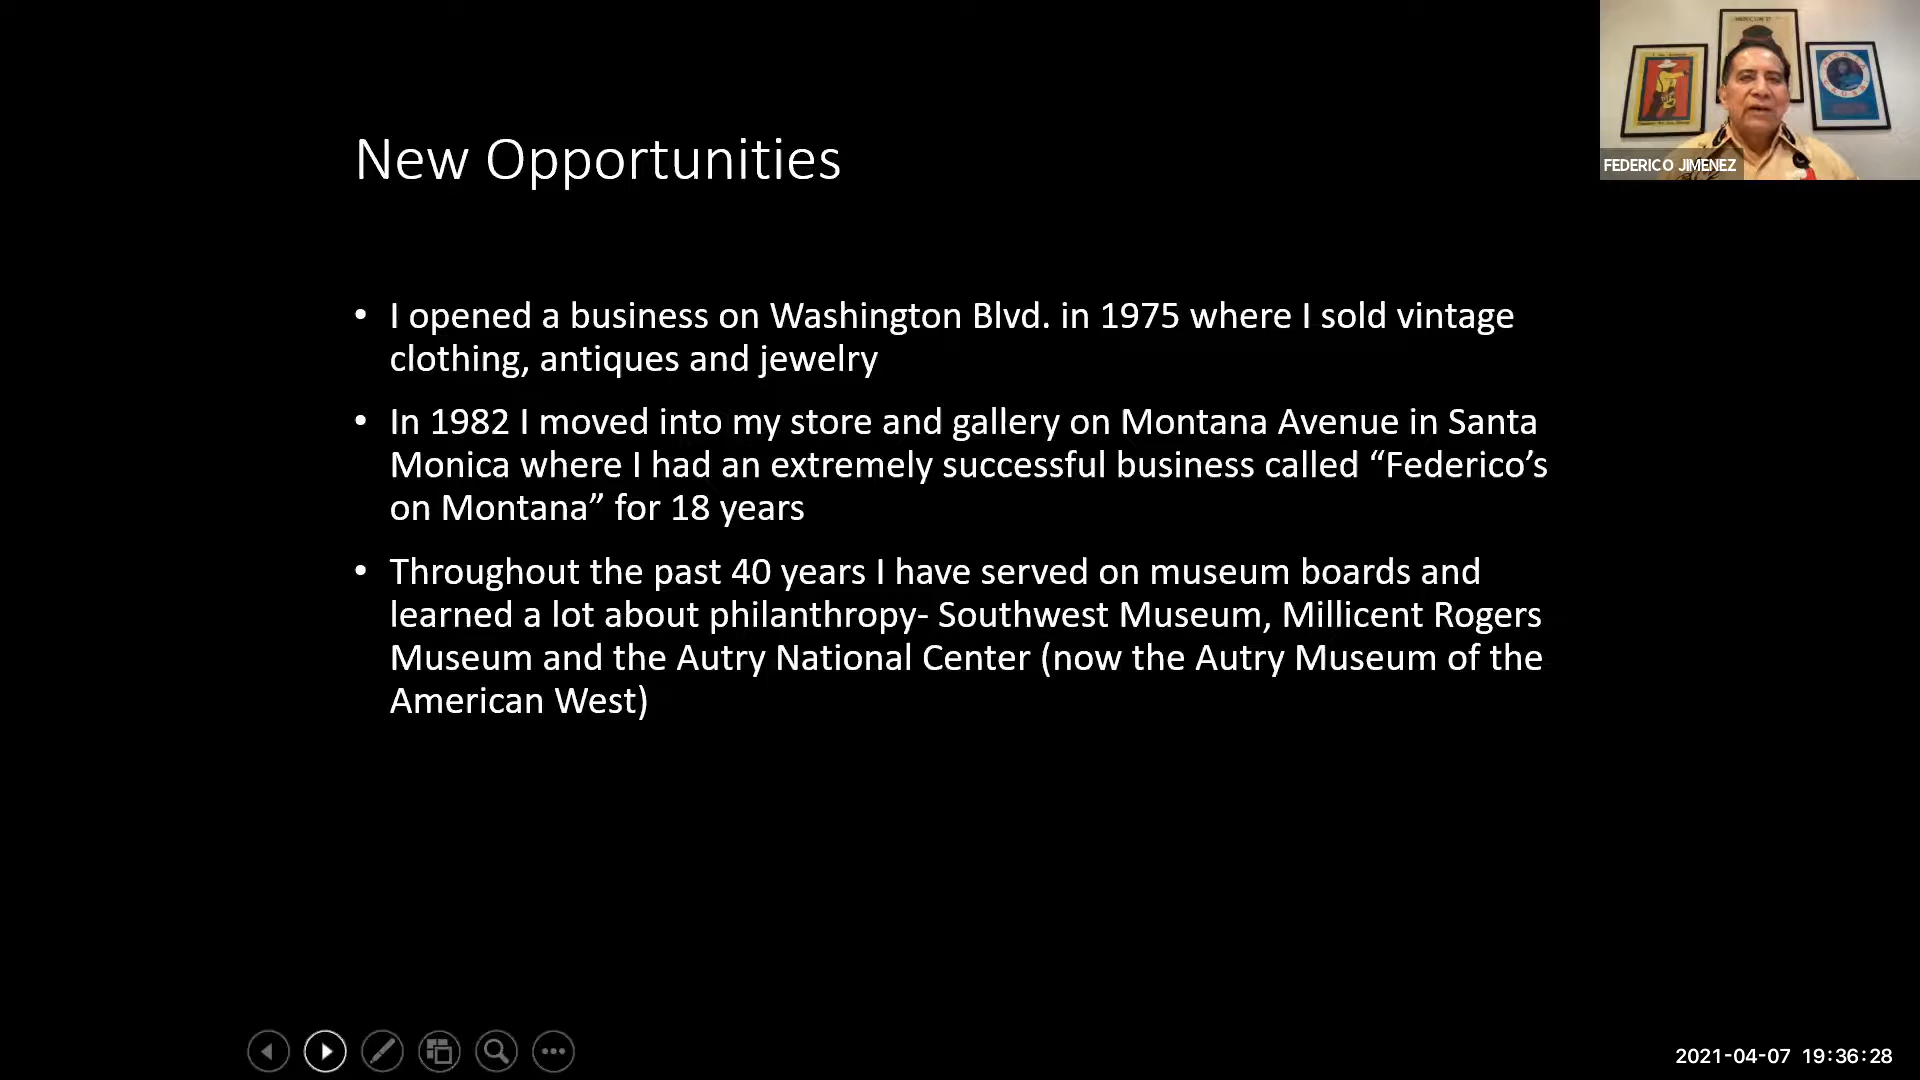 New Opportunities
• I opened a business on Washington Blvd. in 1975 where I sold vintage
clothing, antiques and jewelry
• In 1982 I moved into my store and gallery on Montana Avenue in Santa
Monica where I had an extremely successful business called “Federico’s
on Montana” for 18 years
• Throughout the past 40 years I have served on museum boards and
learned a lot about philanthropy- Southwest Museum, Millicent Rogers
Museum and the Autry National Center (now the Autry Museum of the
American West)
FEDERICO JIMENEZ
2021-04-07 19:36:28